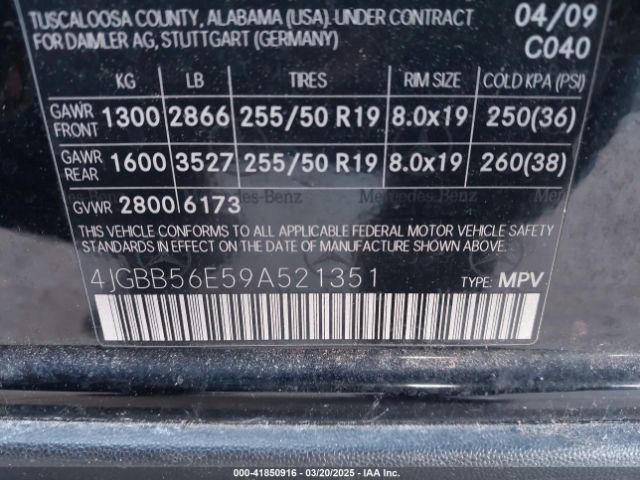 TUSCALOOSA COUNTY, ALABAMA (USA), UNDER CONTRACT 04/09
FOR DAIMLER AG, STUTTGART (GERMANY) C040
KG LB TIRES RIM SIZE COLD KPA (PSI)
GAWR FRONT 1300 2866 255/50 R19 8.0x19 250(36)
GAWR REAR 1600 3527 255/50 R19 8.0x19 260(38)
Mercedes-Benz Mercedes-Benz
GVWR 2800 6173
THIS VEHICLE CONFORMS TO ALL APPLICABLE FEDERAL MOTOR VEHICLE SAFETY
STANDARDS IN EFFECT ON THE DATE OF MANUFACTURE SHOWN ABOVE.
4JGBB56E59A521351 TYPE: MPV
000-41850916 - 03/20/2025 - IAA Inc.